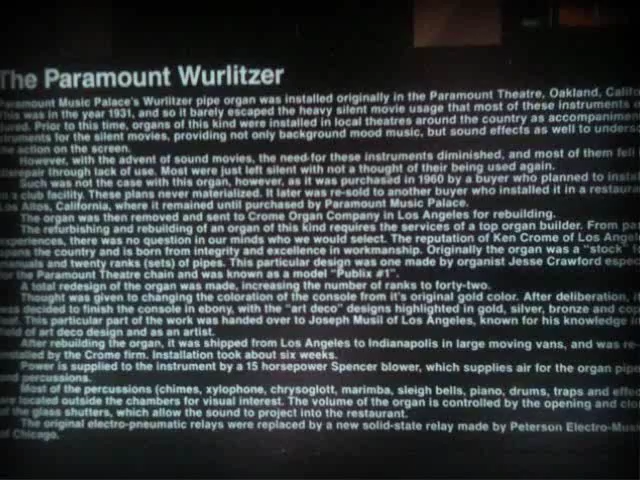 The Paramount Wurlitzer
Paramount Music Palace's Wurlitzer pipe organ was installed originally in the Paramount Theatre, Oakland, Califo
This was in the year 1931, and so it barely escaped the heavy silent movie usage that most of these instruments
dured. Prior to this time, organs of this kind were installed in local theatres around the country as accompanime
truments for the silent movies, providing not only background mood music, but sound effects as well to unders
action on the screen.
However, with the advent of sound movies, the need for these instruments diminished, and most of them fell
disrepair through lack of use. Most were just left silent with not a thought of their being used again.
Such was not the case with this organ, however, as it was purchased in 1960 by a buyer who planned to insta
in a club facility. These plans never materialized. It later was re-sold to another buyer who installed it in a restaur
Los Altos, California, where it remained until purchased by Paramount Music Palace.
The organ was then removed and sent to Crome Organ Company in Los Angeles for rebuilding.
The refurbishing and rebuilding of an organ of this kind requires the services of a top organ builder. From pa
experiences, there was no question in our minds who we would select. The reputation of Ken Crome of Los Angel
spans the country and is born from integrity and excellence in workmanship. Originally the organ was a "stock"
manuals and twenty ranks (sets) of pipes. This particular design was one made by organist Jesse Crawford espec
for the Paramount Theatre chain and was known as a model "Publix #1".
A total redesign of the organ was made, increasing the number of ranks to forty-two.
Thought was given to changing the coloration of the console from it's original gold color. After deliberation, i
was decided to finish the console in ebony, with the "art deco" designs highlighted in gold, silver, bronze and cop
This particular part of the work was handed over to Joseph Musil of Los Angeles, known for his knowledge in
of art deco design and as an artist.
After rebuilding the organ, it was shipped from Los Angeles to Indianapolis in large moving vans, and was re-
stalled by the Crome firm. Installation took about six weeks.
Power is supplied to the instrument by a 15 horsepower Spencer blower, which supplies air for the organ pipe
percussions.
Most of the percussions (chimes, xylophone, chrysoglott, marimba, sleigh bells, piano, drums, traps and effec
located outside the chambers for visual interest. The volume of the organ is controlled by the opening and clo
of the glass shutters, which allow the sound to project into the restaurant.
The original electro-pneumatic relays were replaced by a new solid-state relay made by Peterson Electro-Mus
of Chicago.